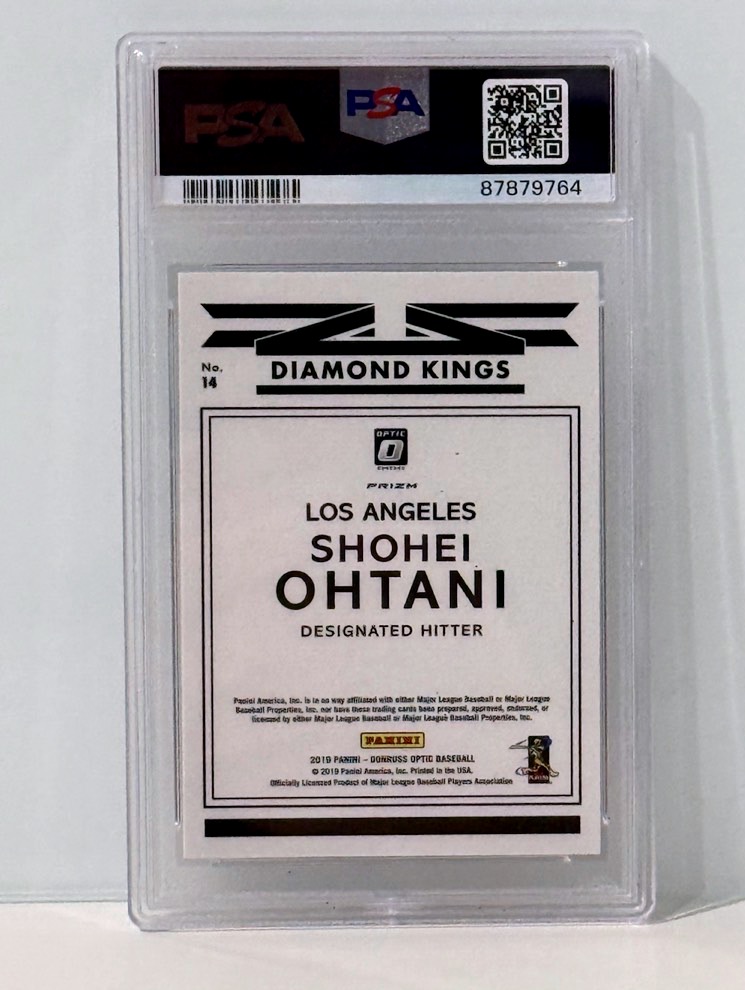 PSA
PSA
87879764
No.
14
DIAMOND KINGS
OPTIC
PRIZM
LOS ANGELES
SHOHEI
OHTANI
DESIGNATED HITTER
Panini America, Inc. is in no way affiliated with either Major League Baseball or Major League
Baseball Properties, Inc. nor have these trading cards been prepared, approved, endorsed, or
licensed by either Major League Baseball or Major League Baseball Properties, Inc.
PANINI
2019 PANINI – DONRUSS OPTIC BASEBALL
© 2019 Panini America, Inc. Printed in the USA.
Officially Licensed Product of Major League Baseball Players Association